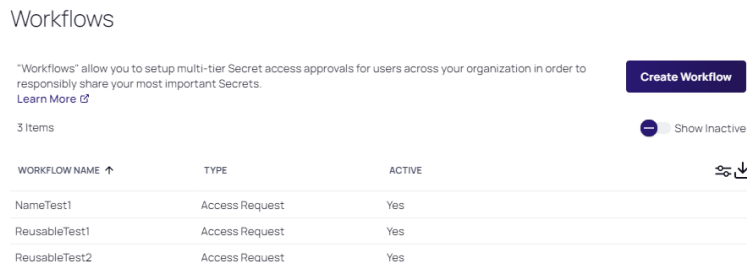 Workflows
"Workflows" allow you to setup multi-tier Secret access approvals for users across your organization in order to
responsibly share your most important Secrets.
Learn More
Create Workflow
3 Items
Show Inactive
WORKFLOW NAME TYPE ACTIVE
NameTest1 Access Request Yes
ReusableTest1 Access Request Yes
ReusableTest2 Access Request Yes